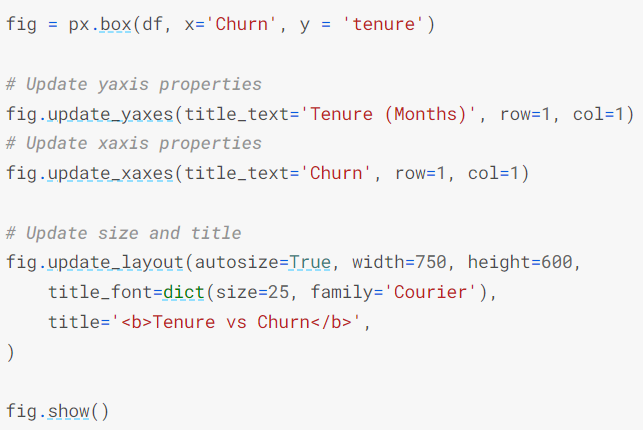 fig = px.box(df, x='Churn', y = 'tenure')
# Update yaxis properties
fig.update_yaxes(title_text='Tenure (Months)', row=1, col=1)
# Update xaxis properties
fig.update_xaxes(title_text='Churn', row=1, col=1)
# Update size and title
fig.update_layout(autosize=True, width=750, height=600,
    title_font=dict(size=25, family='Courier'),
    title='<b>Tenure vs Churn</b>',
)
fig.show()